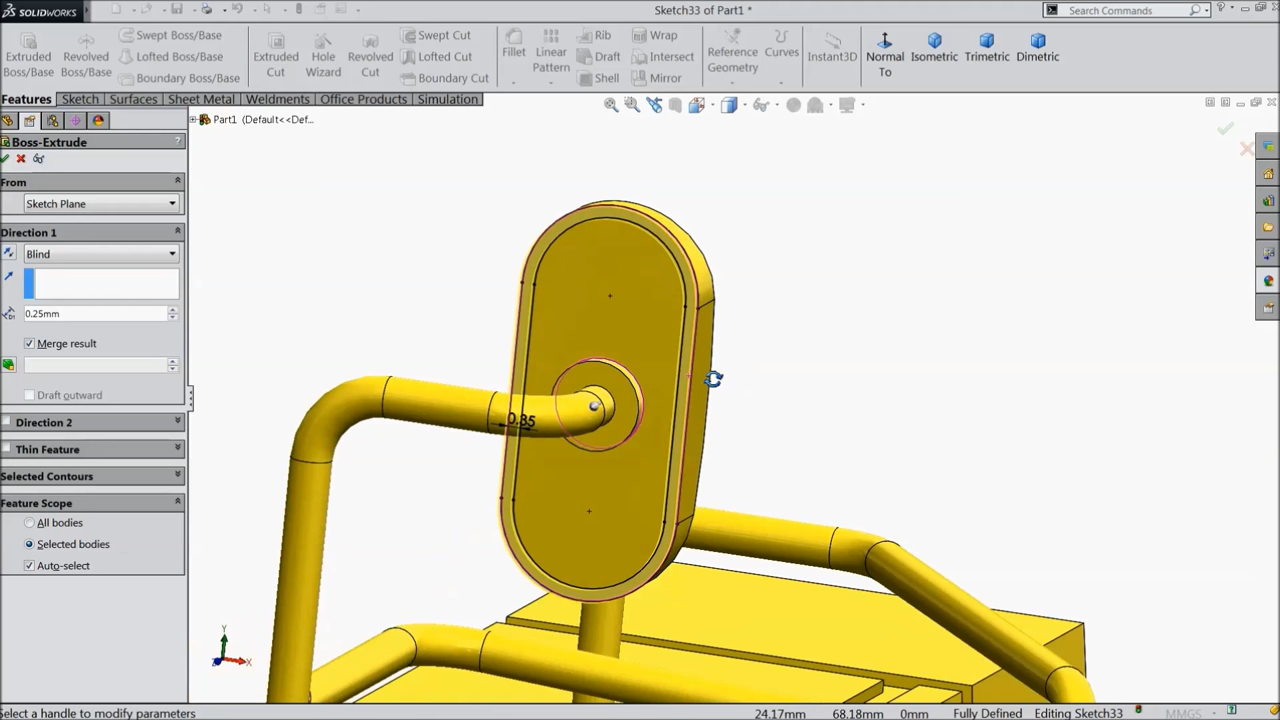 SOLIDWORKS
Sketch33 of Part1 *
Search Commands
Extruded Boss/Base
Revolved Boss/Base
Swept Boss/Base
Lofted Boss/Base
Boundary Boss/Base
Extruded Cut
Hole Wizard
Revolved Cut
Swept Cut
Lofted Cut
Boundary Cut
Fillet
Linear Pattern
Rib
Draft
Shell
Wrap
Intersect
Mirror
Reference Geometry
Curves
Instant3D
Normal To
Isometric
Trimetric
Dimetric
Features Sketch Surfaces Sheet Metal Weldments Office Products Simulation
Part1 (Default<<Def...
Boss-Extrude ?
From
Sketch Plane
Direction 1
Blind
0.25mm
Merge result
Draft outward
Direction 2
Thin Feature
Selected Contours
Feature Scope
All bodies
Selected bodies
Auto-select
0.35
Y
X
Z
Select a handle to modify parameters
24.17mm 68.18mm 0mm Fully Defined Editing Sketch33 MMGS